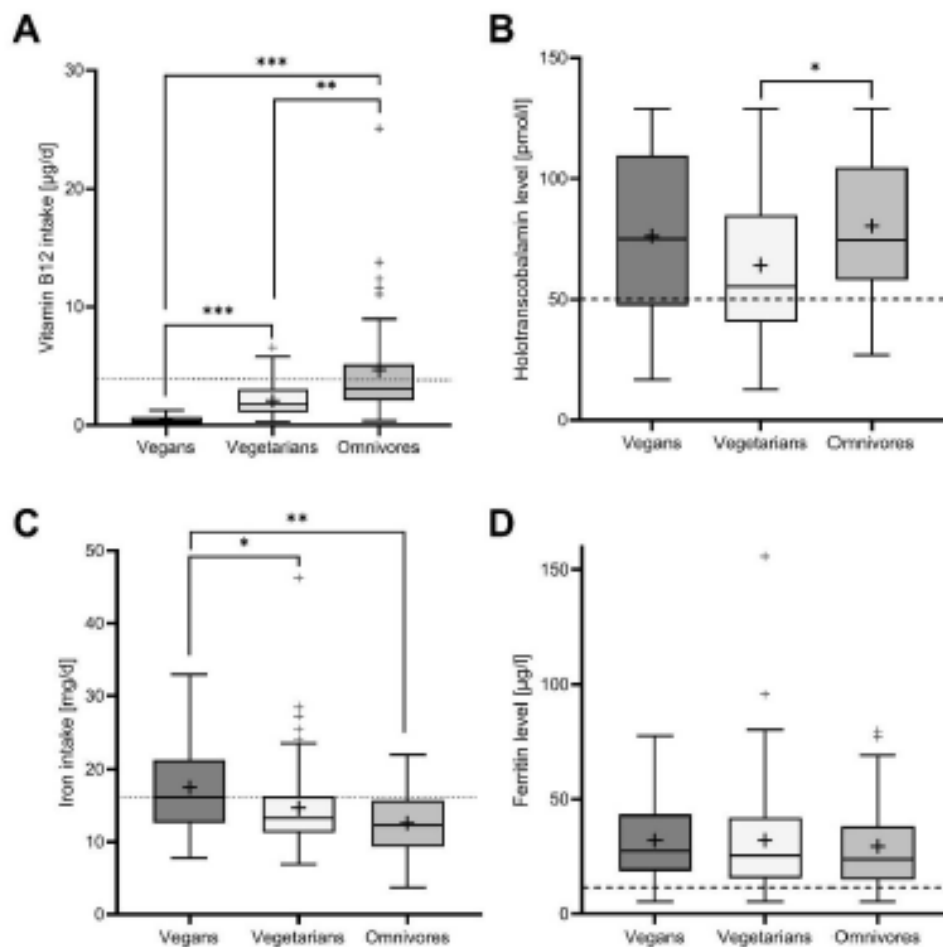 A
Vitamin B12 intake [µg/d]
30
20
10
0
***
**
***
Vegans
Vegetarians
Omnivores
B
Holotranscobalamin level [pmol/l]
150
100
50
0
*
Vegans
Vegetarians
Omnivores
C
Iron intake [mg/d]
50
40
30
20
10
0
**
*
Vegans
Vegetarians
Omnivores
D
Ferritin level [µg/l]
150
100
50
0
Vegans
Vegetarians
Omnivores